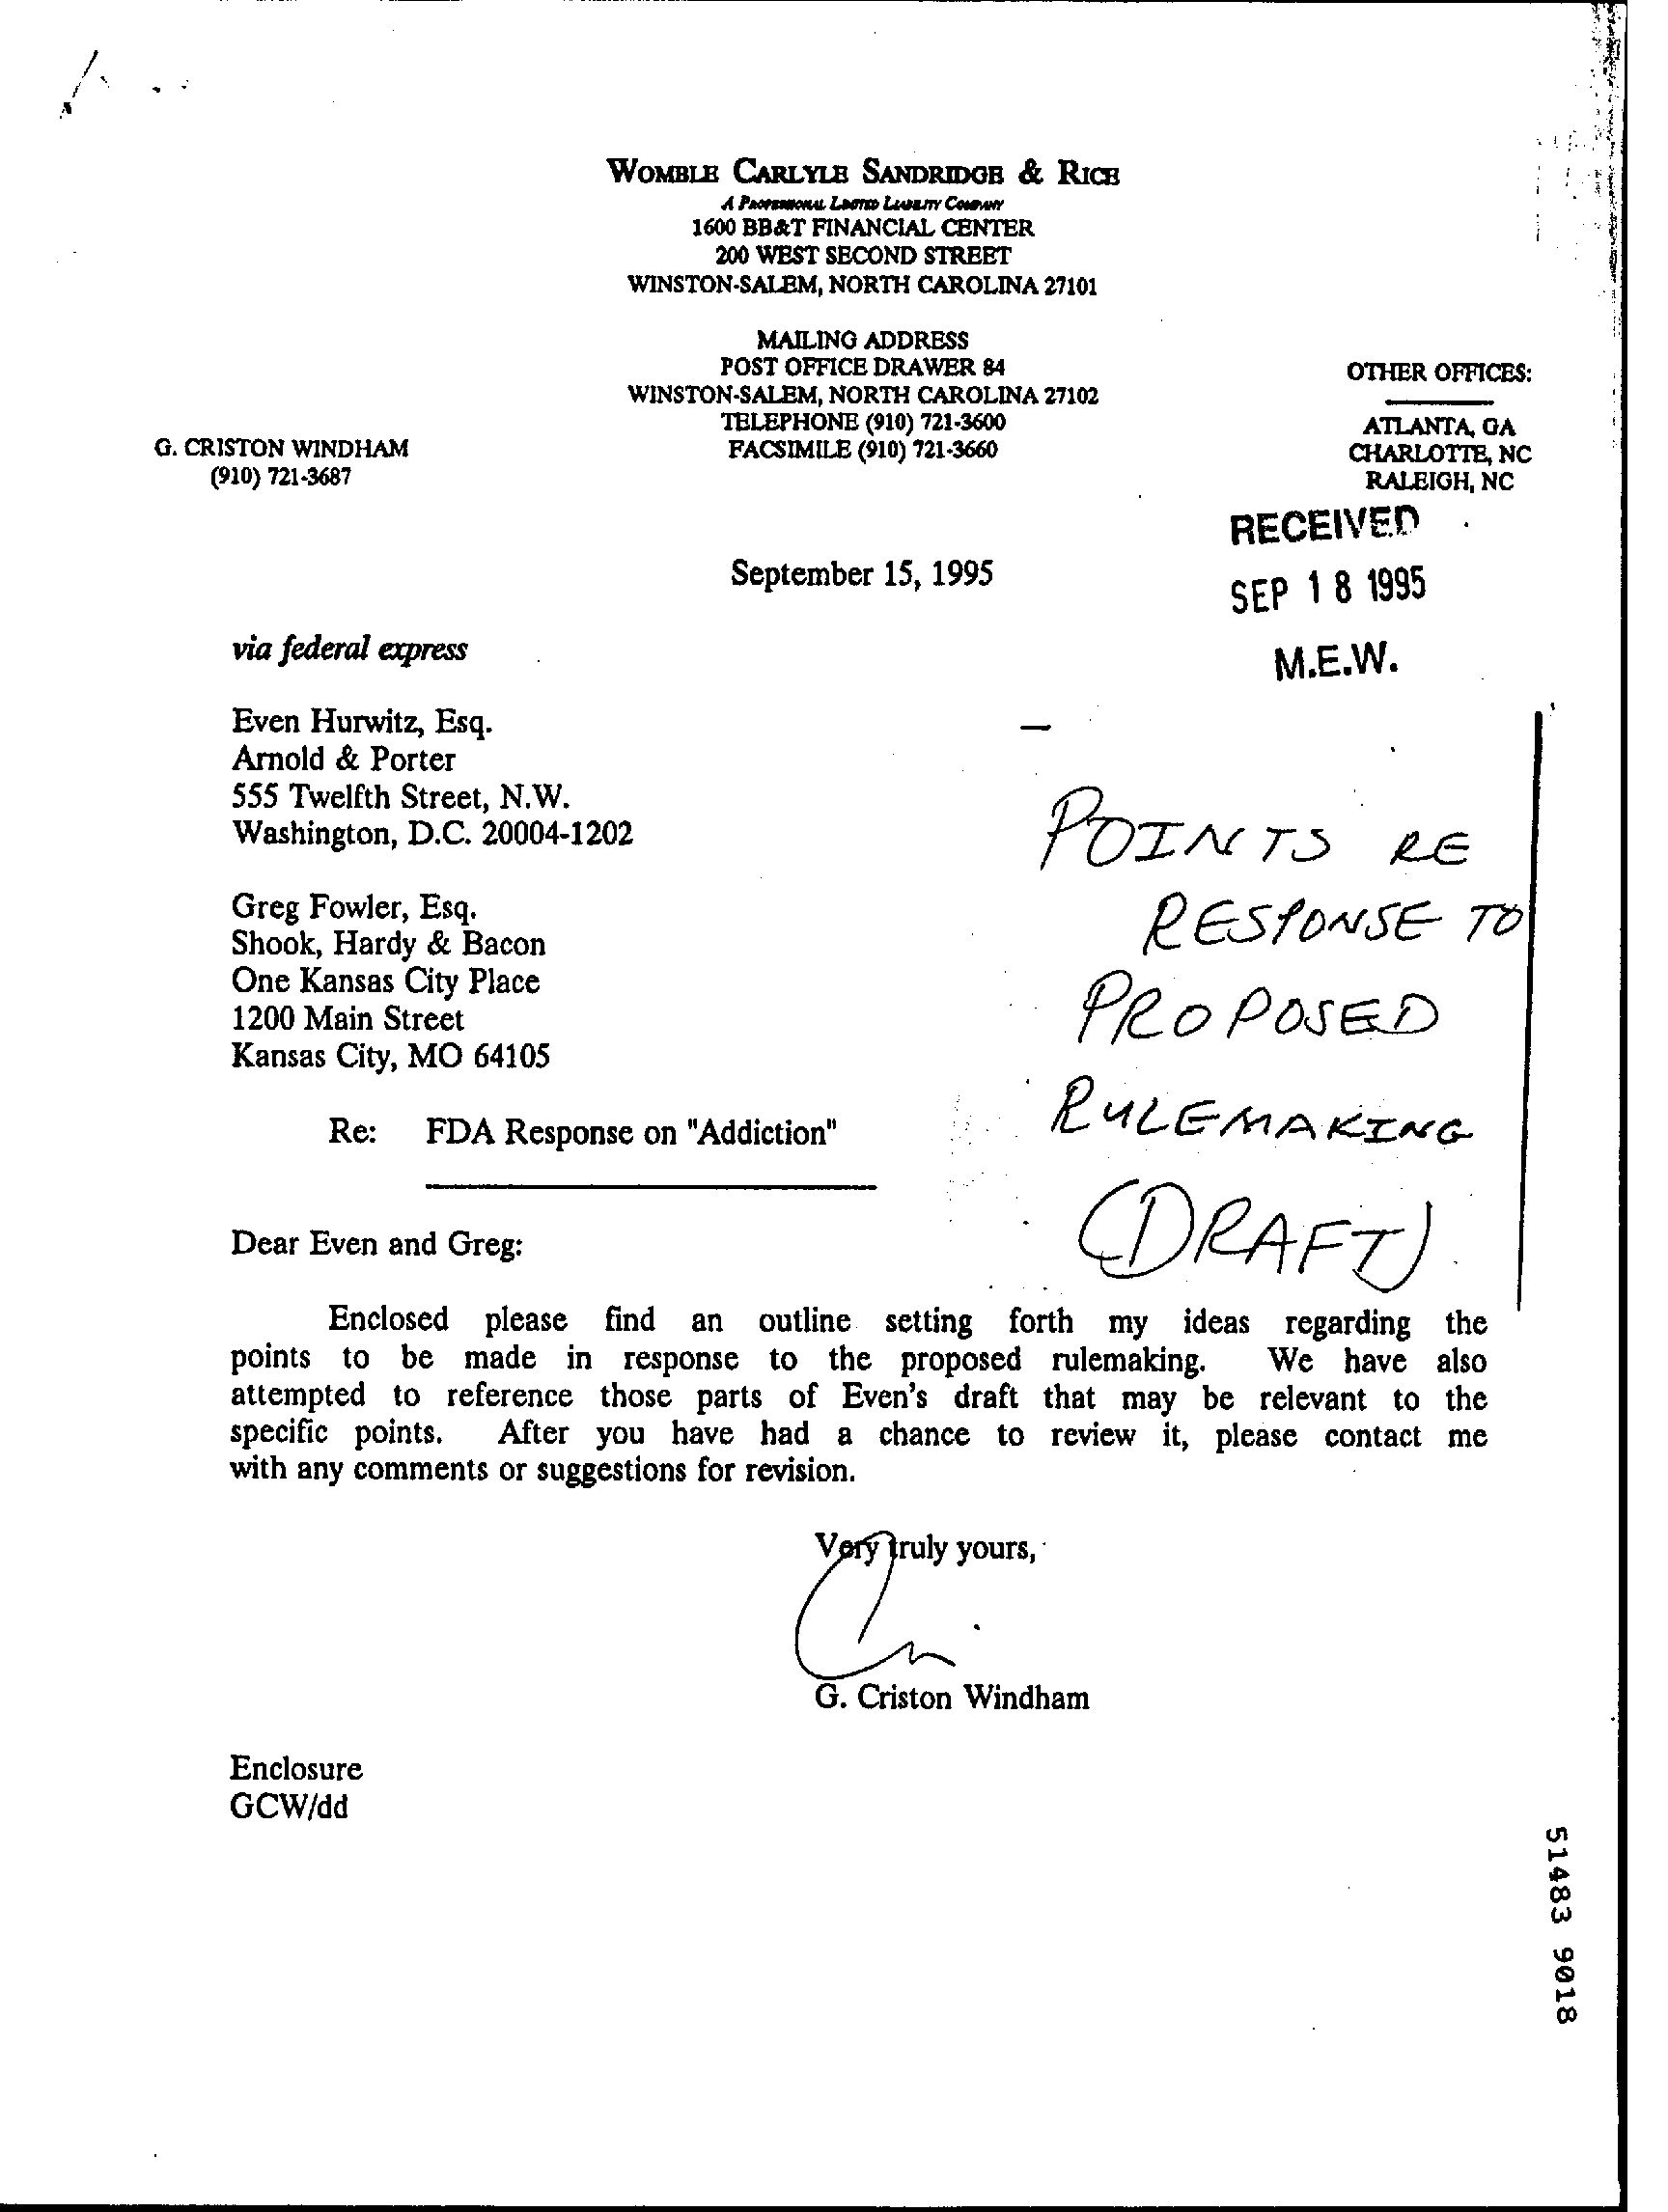 WOMBLE CARLYLE SANDRIDGE & RICE
A PROFESSIONAL LIMITED LIABILITY COMPANY
1600 BB&T FINANCIAL CENTER
200 WEST SECOND STREET
WINSTON-SALEM, NORTH CAROLINA 27101
MAILING ADDRESS
POST OFFICE DRAWER 84
WINSTON-SALEM, NORTH CAROLINA 27102
TELEPHONE (910) 721-3600
FACSIMILE (910) 721-3660
G. CRISTON WINDHAM
(910) 721-3687
OTHER OFFICES:
ATLANTA, GA
CHARLOTTE, NC
RALEIGH, NC
RECEIVED
SEP 18 1995
M.E.W.
September 15, 1995
via federal express
Even Hurwitz, Esq.
Arnold & Porter
555 Twelfth Street, N.W.
Washington, D.C. 20004-1202
Greg Fowler, Esq.
Shook, Hardy & Bacon
One Kansas City Place
1200 Main Street
Kansas City, MO 64105
POINTS RE
RESPONSE TO
PROPOSED
RULEMAKING
(DRAFT)
Re: FDA Response on "Addiction"
Dear Even and Greg:
Enclosed please find an outline setting forth my ideas regarding the
points to be made in response to the proposed rulemaking. We have also
attempted to reference those parts of Even's draft that may be relevant to the
specific points. After you have had a chance to review it, please contact me
with any comments or suggestions for revision.
Very truly yours,
G. Criston Windham
Enclosure
GCW/dd
51483 9018